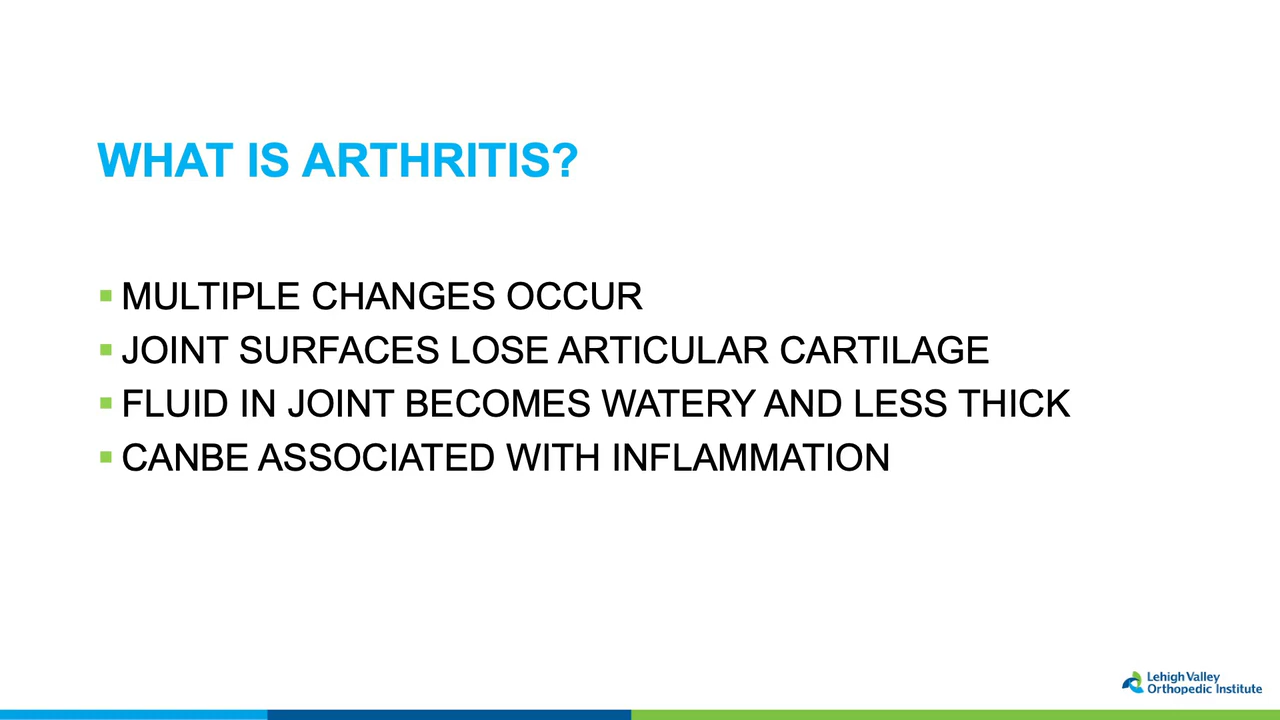 WHAT IS ARTHRITIS?
MULTIPLE CHANGES OCCUR
JOINT SURFACES LOSE ARTICULAR CARTILAGE
FLUID IN JOINT BECOMES WATERY AND LESS THICK
CANBE ASSOCIATED WITH INFLAMMATION
Lehigh Valley
Orthopedic Institute